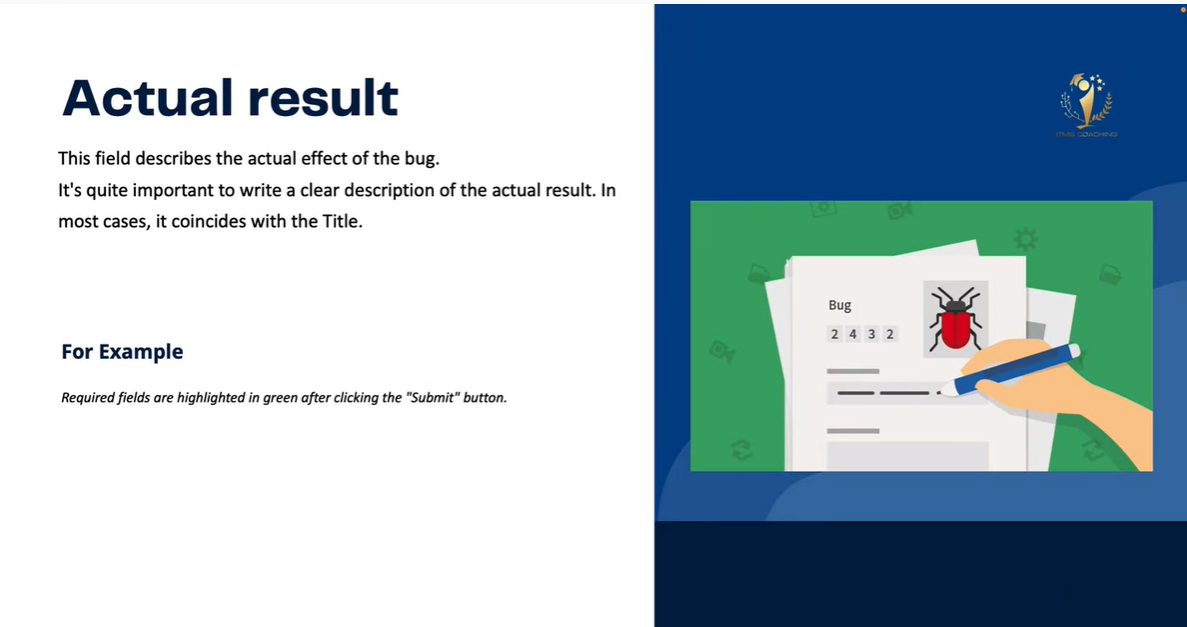 Actual result
This field describes the actual effect of the bug.
It's quite important to write a clear description of the actual result. In
most cases, it coincides with the Title.
For Example
Required fields are highlighted in green after clicking the "Submit" button.
ITMS COACHING
Bug
2 4 3 2